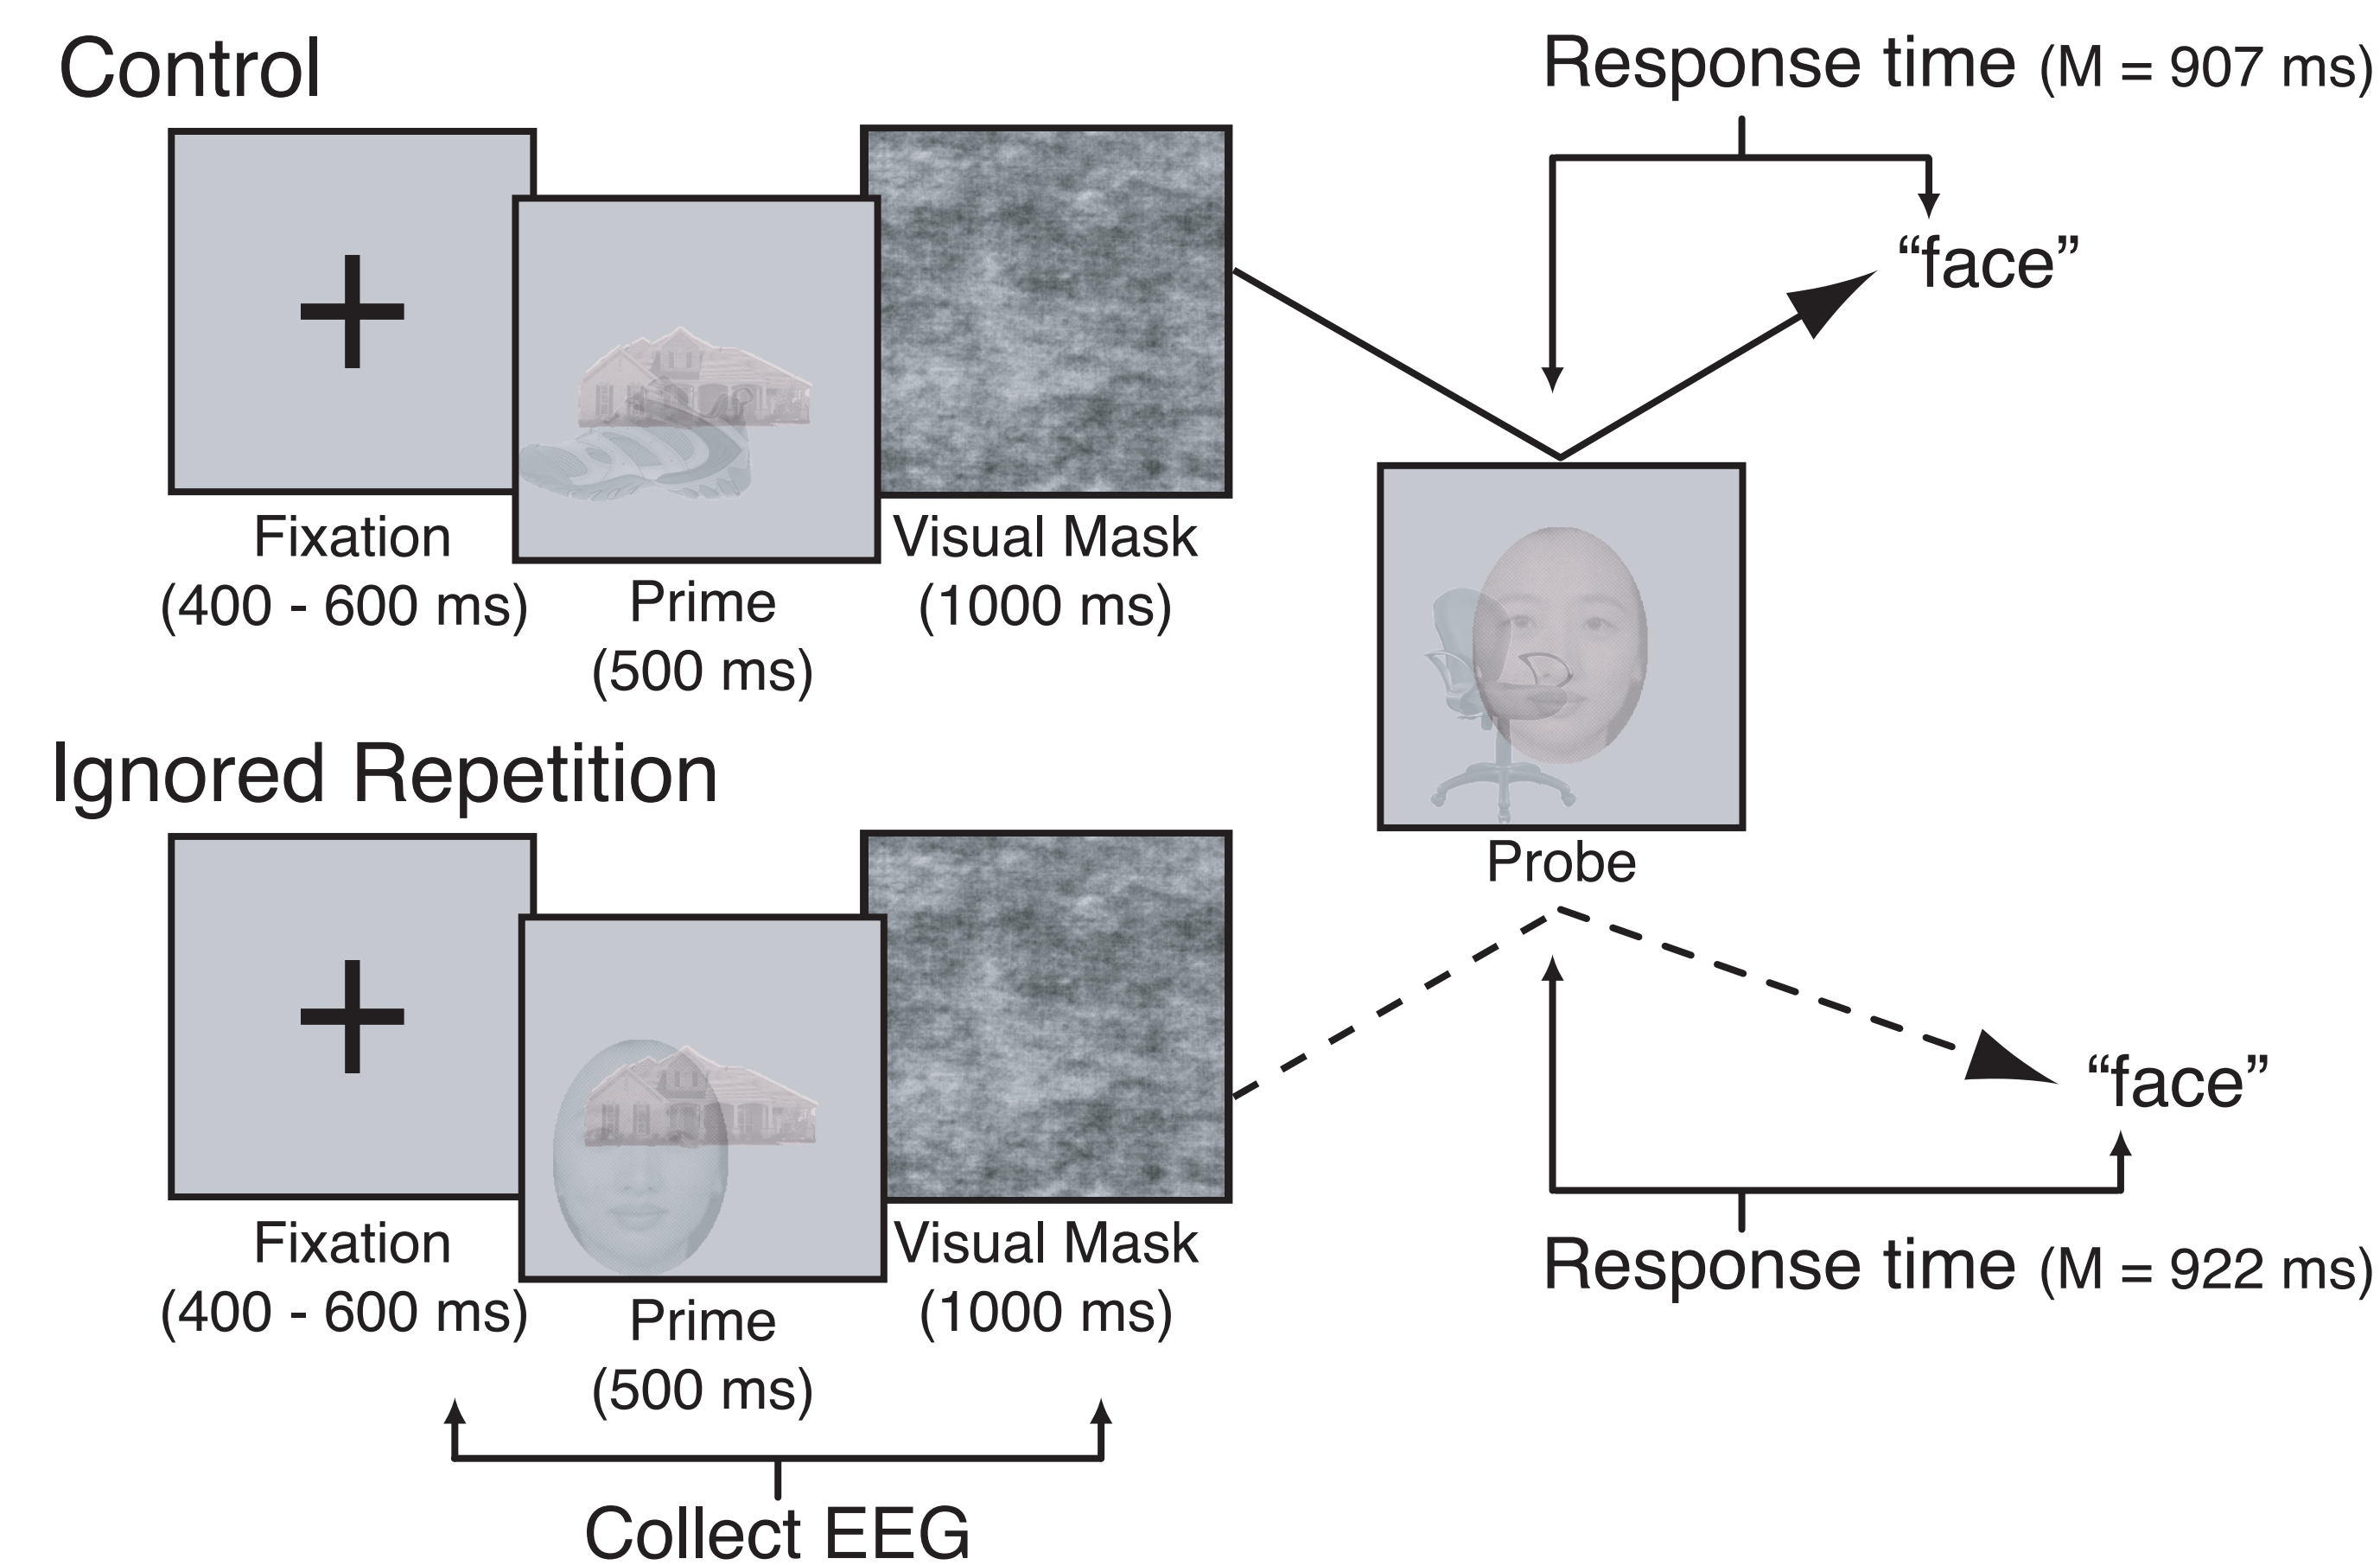 Control
Response time (M = 907 ms)
“face”
Fixation
(400 - 600 ms)
Prime
(500 ms)
Visual Mask
(1000 ms)
Probe
Ignored Repetition
Fixation
(400 - 600 ms)
Prime
(500 ms)
Visual Mask
(1000 ms)
“face”
Response time (M = 922 ms)
Collect EEG